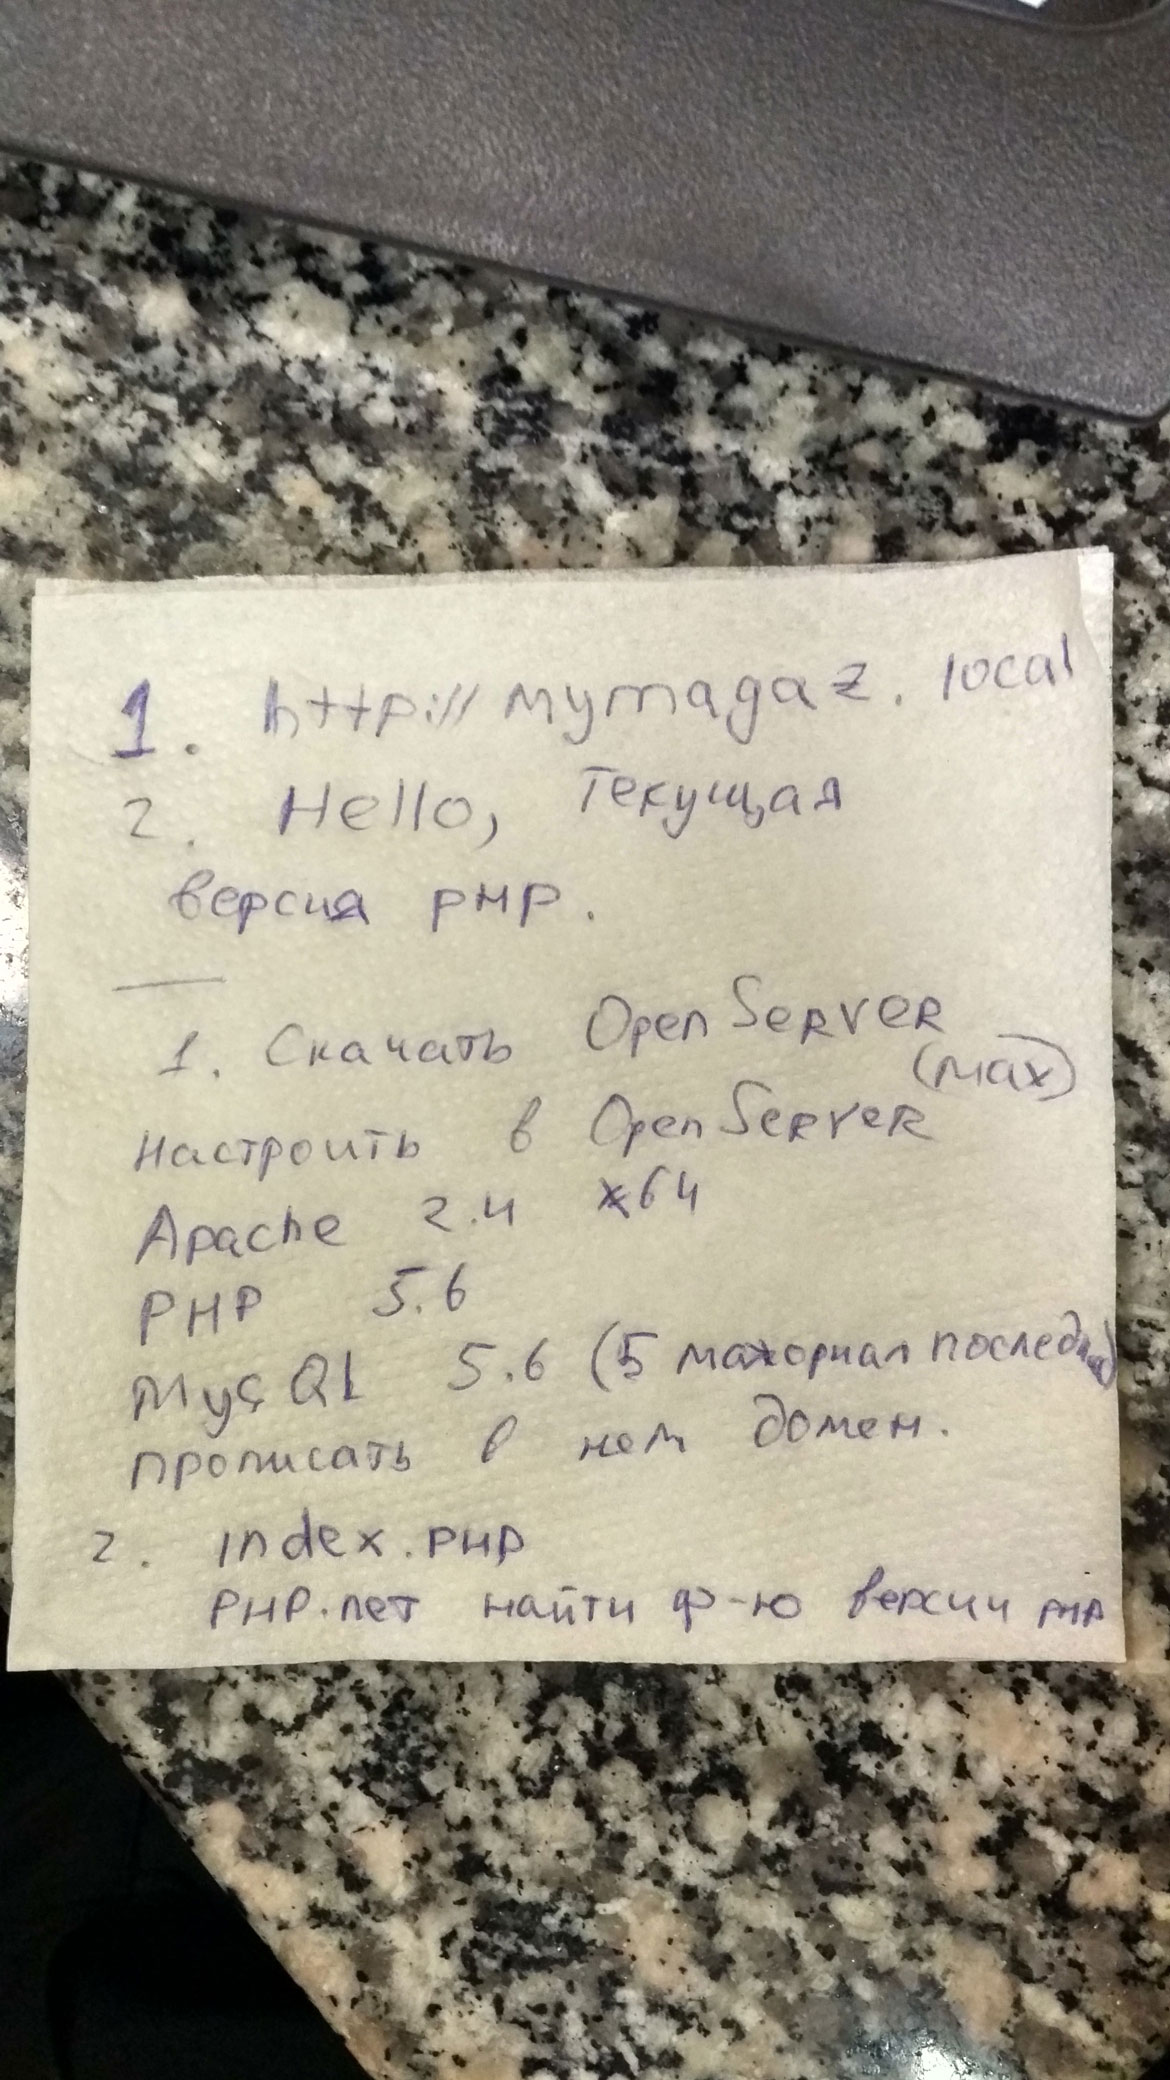 1. http:// mymagaz. local
2. Hello, текущая
версия PHP.
1. Скачать Open Server
(max)
Настроить в Open Server
Apache 2.4 x64
PHP 5.6
MySQL 5.6 (5 мажорная последняя)
прописать в нем домен.
2. index.PHP
PHP.net найти ф-ю версии PHP